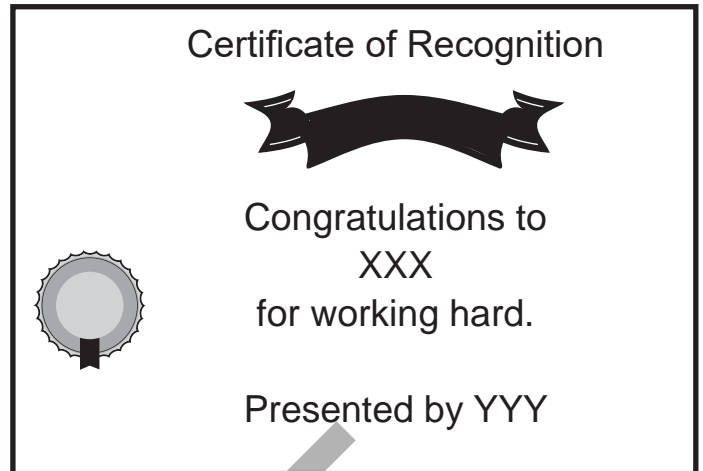 Certificate of Recognition
Congratulations to
XXX
for working hard.
Presented by YYY